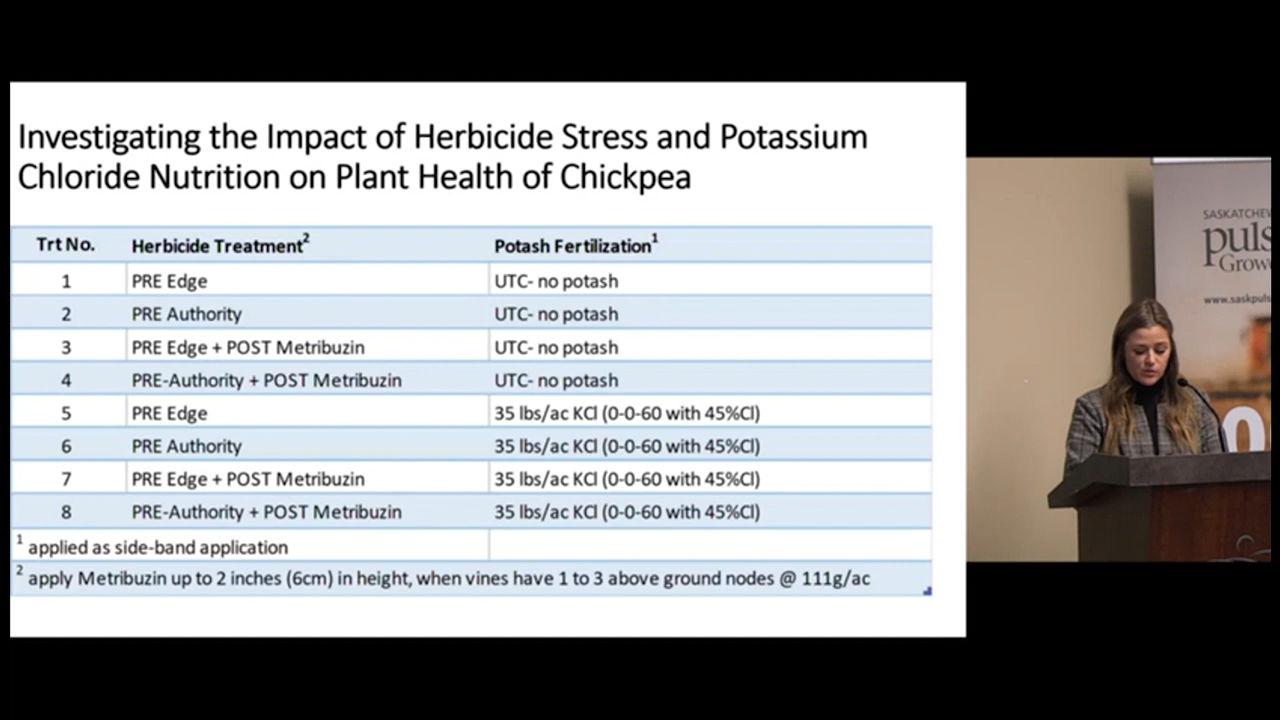 Investigating the Impact of Herbicide Stress and Potassium
Chloride Nutrition on Plant Health of Chickpea
Trt No. Herbicide Treatment2 Potash Fertilization1
1 PRE Edge UTC- no potash
2 PRE Authority UTC- no potash
3 PRE Edge + POST Metribuzin UTC- no potash
4 PRE-Authority + POST Metribuzin UTC- no potash
5 PRE Edge 35 lbs/ac KCl (0-0-60 with 45%Cl)
6 PRE Authority 35 lbs/ac KCl (0-0-60 with 45%Cl)
7 PRE Edge + POST Metribuzin 35 lbs/ac KCl (0-0-60 with 45%Cl)
8 PRE-Authority + POST Metribuzin 35 lbs/ac KCl (0-0-60 with 45%Cl)
1 applied as side-band application
2 apply Metribuzin up to 2 inches (6cm) in height, when vines have 1 to 3 above ground nodes @ 111g/ac
SASKATCHEW
puls
Growe
www.saskpuls
0